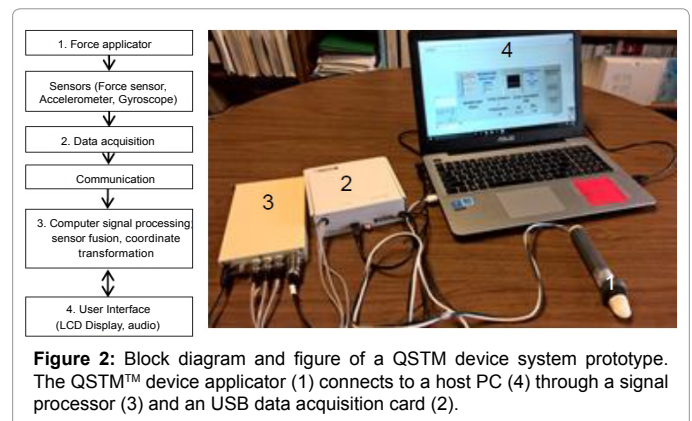 1. Force applicator
Sensors (Force sensor,
Accelerometer, Gyroscope)
2. Data acquisition
Communication
3. Computer signal processing;
sensor fusion, coordinate
transformation
4. User Interface
(LCD Display, audio)
4
2
3
1
ASUS
Figure 2: Block diagram and figure of a QSTM device system prototype.
The QSTM™ device applicator (1) connects to a host PC (4) through a signal
processor (3) and an USB data acquisition card (2).